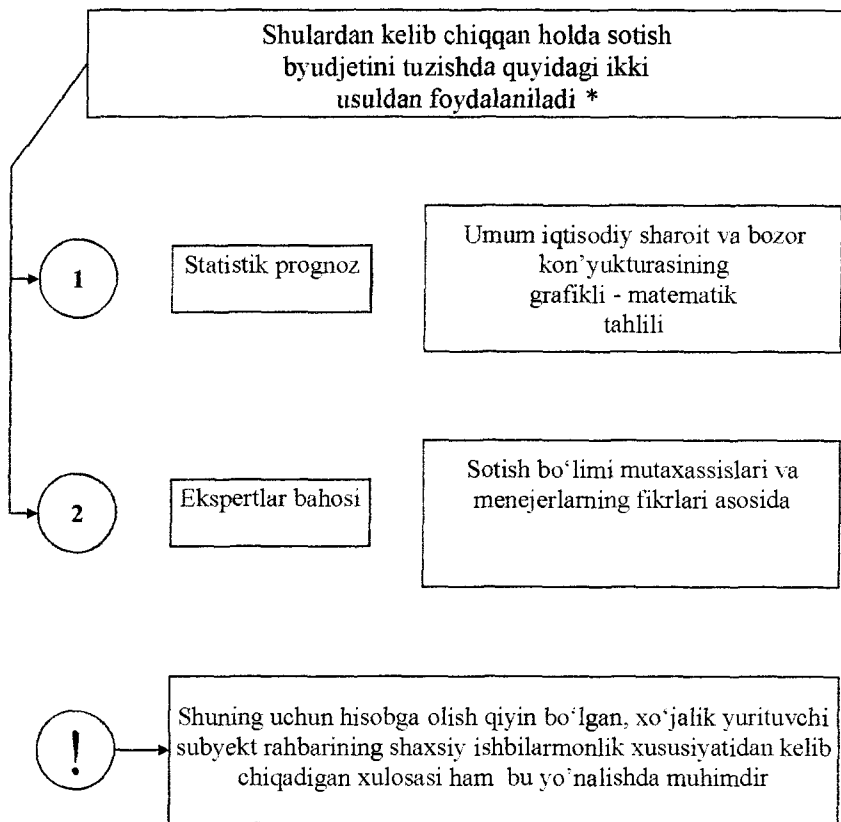 Shulardan kelib chiqqan holda sotish
byudjetini tuzishda quyidagi ikki
usuldan foydalaniladi *
1
Statistik prognoz
Umum iqtisodiy sharoit va bozor
kon’yukturasining
grafikli - matematik
tahlili
2
Ekspertlar bahosi
Sotish bo‘limi mutaxassislari va
menejerlarning fikrlari asosida
!
Shuning uchun hisobga olish qiyin bo‘lgan, xo‘jalik yurituvchi
subyekt rahbarining shaxsiy ishbilarmonlik xususiyatidan kelib
chiqadigan xulosasi ham bu yo’nalishda muhimdir